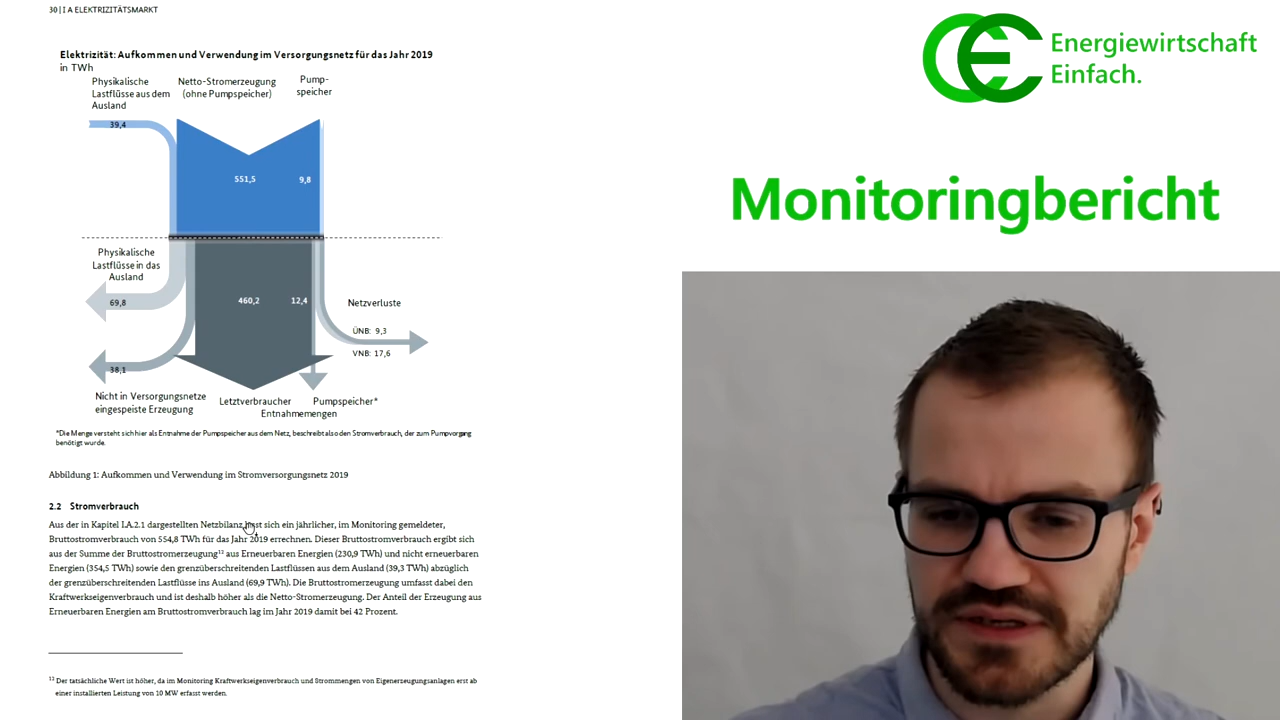 30 | I A ELEKTRIZITÄTSMARKT
Elektrizität: Aufkommen und Verwendung im Versorgungsnetz für das Jahr 2019
in TWh
Physikalische
Lastflüsse aus dem
Ausland
Netto-Stromerzeugung
(ohne Pumpspeicher)
Pump-
speicher
39,4
551,5
9,8
Physikalische
Lastflüsse in das
Ausland
69,8
460,2
12,4
Netzverluste
ÜNB: 9,3
VNB: 17,6
38,1
Nicht in Versorgungsnetze
eingespeiste Erzeugung
Letztverbraucher
Pumpspeicher*
Entnahmemengen
*Die Menge versteht sich hier als Entnahme der Pumpspeicher aus dem Netz, beschreibt also den Stromverbrauch, der zum Pumpvorgang
benötigt wurde.
Abbildung 1: Aufkommen und Verwendung im Stromversorgungsnetz 2019
2.2 Stromverbrauch
Aus der in Kapitel I.A.2.1 dargestellten Netzbilanz lässt sich ein jährlicher, im Monitoring gemeldeter,
Bruttostromverbrauch von 554,8 TWh für das Jahr 2019 errechnen. Dieser Bruttostromverbrauch ergibt sich
aus der Summe der Bruttostromerzeugung¹² aus Erneuerbaren Energien (230,9 TWh) und nicht erneuerbaren
Energien (354,5 TWh) sowie den grenzüberschreitenden Lastflüssen aus dem Ausland (39,3 TWh) abzüglich
der grenzüberschreitenden Lastflüsse ins Ausland (69,9 TWh). Die Bruttostromerzeugung umfasst dabei den
Kraftwerkseigenverbrauch und ist deshalb höher als die Netto-Stromerzeugung. Der Anteil der Erzeugung aus
Erneuerbaren Energien am Bruttostromverbrauch lag im Jahr 2019 damit bei 42 Prozent.
¹² Der tatsächliche Wert ist höher, da im Monitoring Kraftwerkseigenverbrauch und Strommengen von Eigenerzeugungsanlagen erst ab
einer installierten Leistung von 10 MW erfasst werden.
Energiewirtschaft
Einfach.
Monitoringbericht